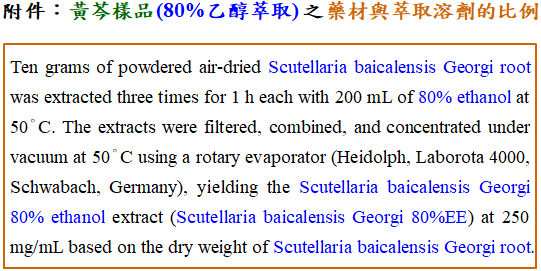 附件：黃芩樣品(80%乙醇萃取)之藥材與萃取溶劑的比例
Ten grams of powdered air-dried Scutellaria baicalensis Georgi root
was extracted three times for 1 h each with 200 mL of 80% ethanol at
50°C. The extracts were filtered, combined, and concentrated under
vacuum at 50°C using a rotary evaporator (Heidolph, Laborota 4000,
Schwabach, Germany), yielding the Scutellaria baicalensis Georgi
80% ethanol extract (Scutellaria baicalensis Georgi 80%EE) at 250
mg/mL based on the dry weight of Scutellaria baicalensis Georgi root.